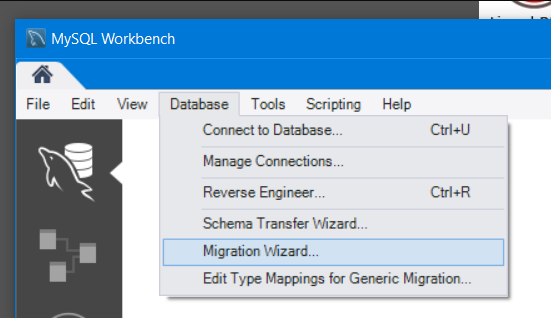 MySQL Workbench
File Edit View Database Tools Scripting Help
Connect to Database... Ctrl+U
Manage Connections...
Reverse Engineer... Ctrl+R
Schema Transfer Wizard...
Migration Wizard...
Edit Type Mappings for Generic Migration...